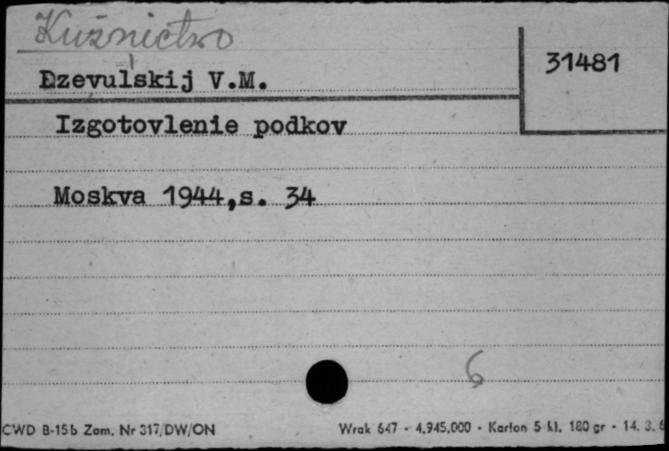 Kuźnictwo
31481
Dzevulskij V.M.
Izgotovlenie podkov
Moskva 1944,s. 34
6
CWD B-15b Zam. Nr 317/DW/ON
Wrak 647 - 4.945.000 - Karton 5 kl. 180 gr - 14. 3. 6